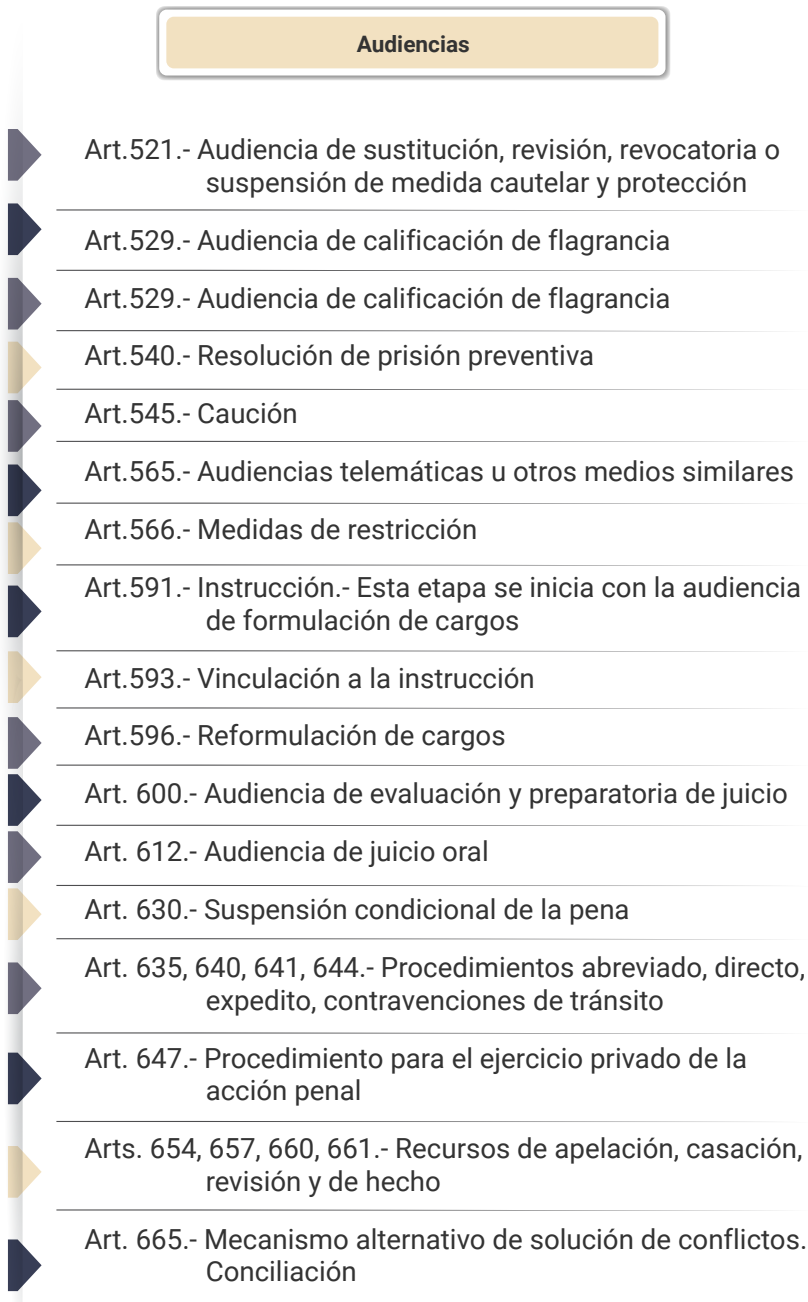 Audiencias
Art.521.- Audiencia de sustitución, revisión, revocatoria o
suspensión de medida cautelar y protección
Art.529.- Audiencia de calificación de flagrancia
Art.529.- Audiencia de calificación de flagrancia
Art.540.- Resolución de prisión preventiva
Art.545.- Caución
Art.565.- Audiencias telemáticas u otros medios similares
Art.566.- Medidas de restricción
Art.591.- Instrucción.- Esta etapa se inicia con la audiencia
de formulación de cargos
Art.593.- Vinculación a la instrucción
Art.596.- Reformulación de cargos
Art. 600.- Audiencia de evaluación y preparatoria de juicio
Art. 612.- Audiencia de juicio oral
Art. 630.- Suspensión condicional de la pena
Art. 635, 640, 641, 644.- Procedimientos abreviado, directo,
expedito, contravenciones de tránsito
Art. 647.- Procedimiento para el ejercicio privado de la
acción penal
Arts. 654, 657, 660, 661.- Recursos de apelación, casación,
revisión y de hecho
Art. 665.- Mecanismo alternativo de solución de conflictos.
Conciliación